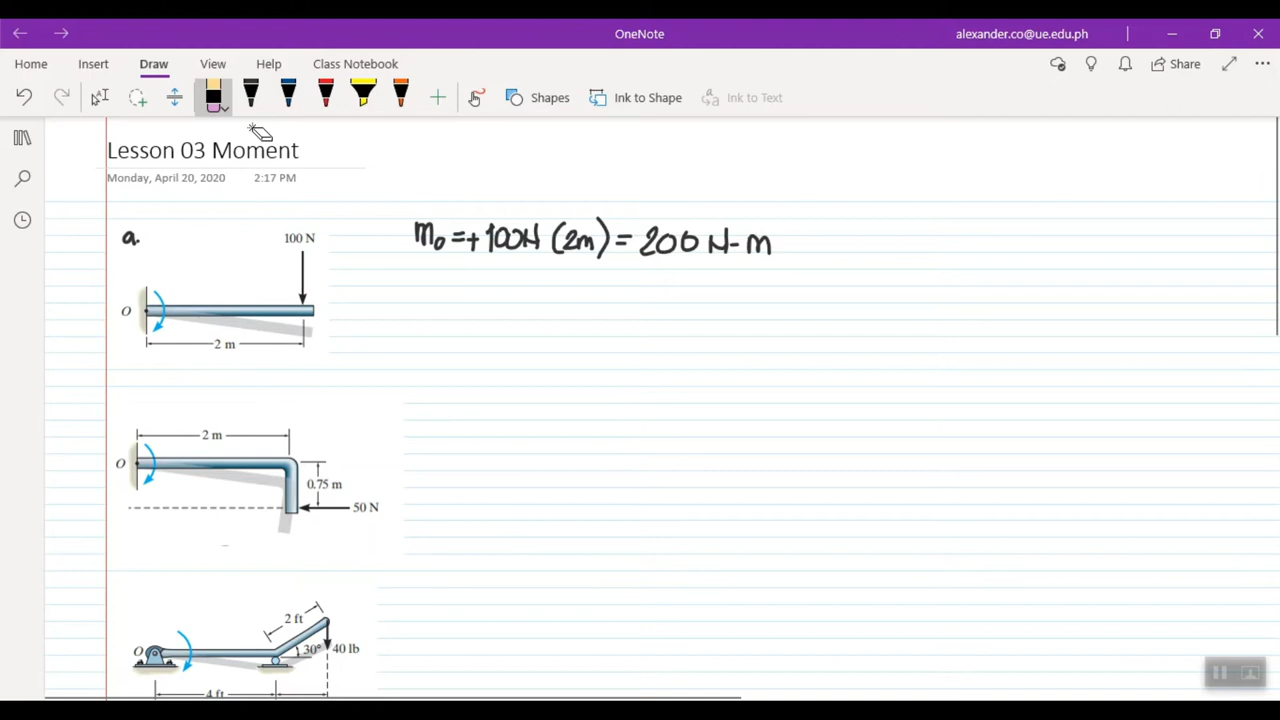 OneNote
alexander.co@ue.edu.ph
Home Insert Draw View Help Class Notebook
Share
Shapes Ink to Shape Ink to Text
Lesson 03 Moment
Monday, April 20, 2020 2:17 PM
a.
100 N
O
2 m
m₀ = + 100N (2m) = 200 N-m
2 m
O
0.75 m
50 N
2 ft
O
30°
40 lb
4 ft